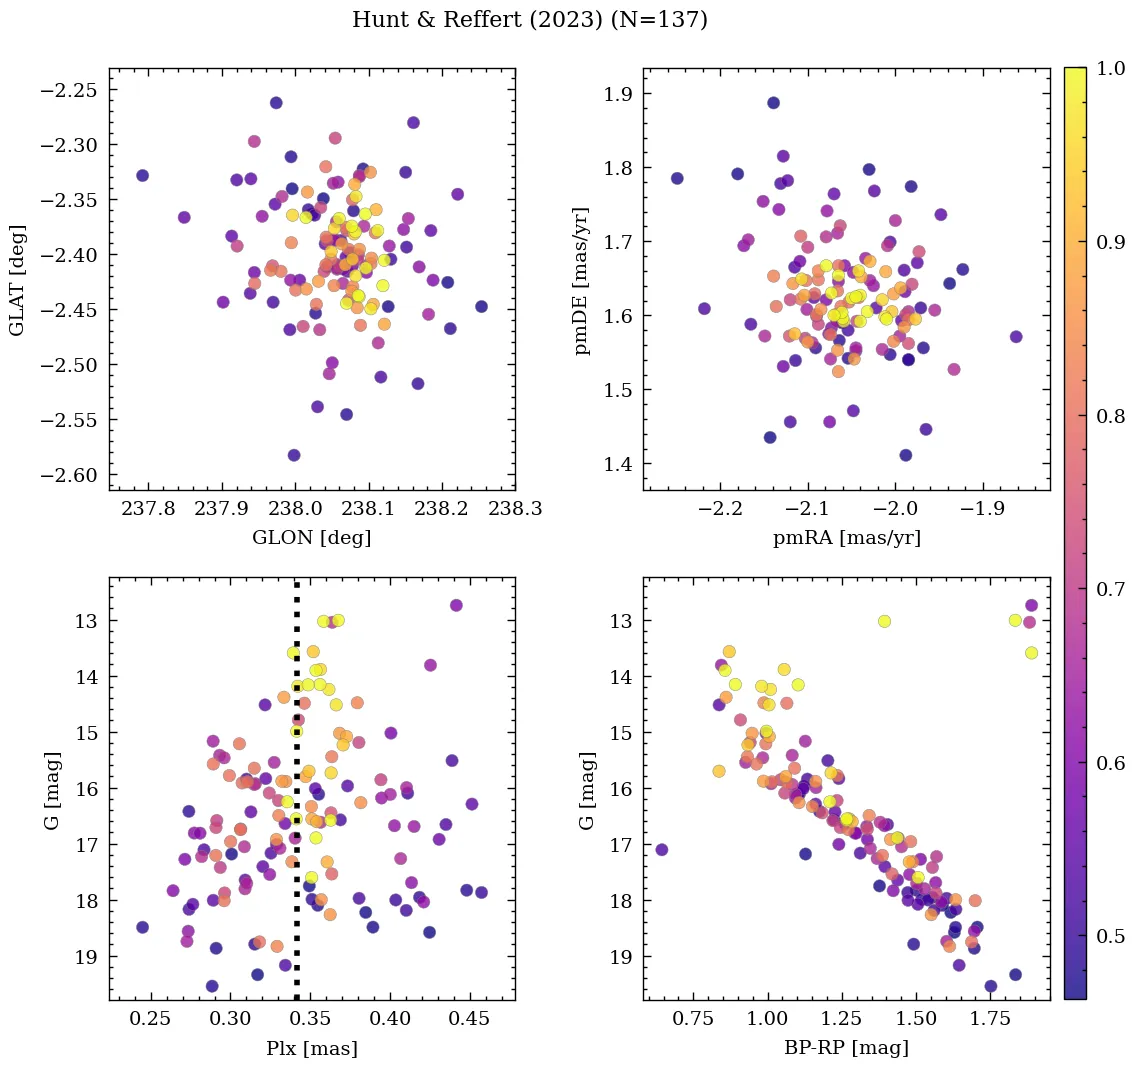 Hunt & Reffert (2023) (N=137)
−2.25
−2.30
−2.35
−2.40
−2.45
−2.50
−2.55
−2.60
GLAT [deg]
237.8 237.9 238.0 238.1 238.2 238.3
GLON [deg]
1.9
1.8
1.7
1.6
1.5
1.4
pmDE [mas/yr]
−2.2 −2.1 −2.0 −1.9
pmRA [mas/yr]
13
14
15
16
17
18
19
G [mag]
0.25 0.30 0.35 0.40 0.45
Plx [mas]
13
14
15
16
17
18
19
G [mag]
0.75 1.00 1.25 1.50 1.75
BP-RP [mag]
1.0
0.9
0.8
0.7
0.6
0.5